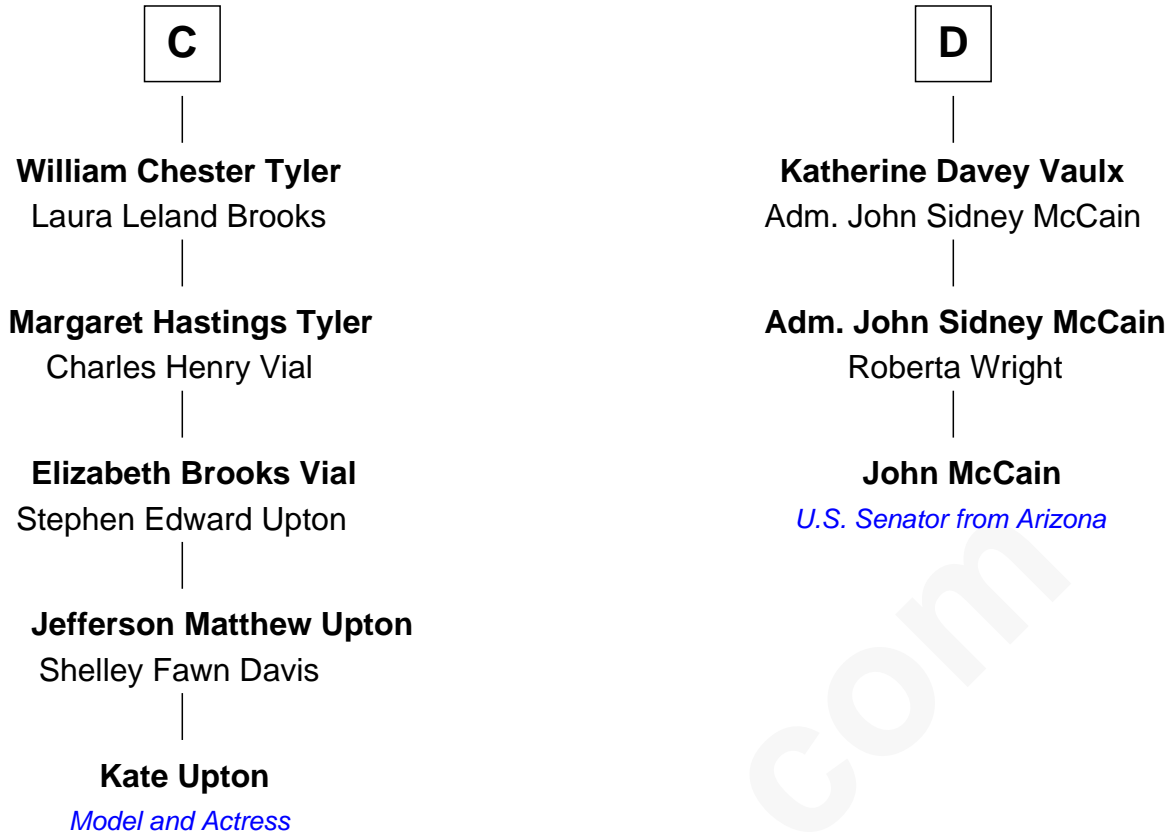 C
William Chester Tyler
Laura Leland Brooks
Margaret Hastings Tyler
Charles Henry Vial
Elizabeth Brooks Vial
Stephen Edward Upton
Jefferson Matthew Upton
Shelley Fawn Davis
Kate Upton
Model and Actress
D
Katherine Davey Vaulx
Adm. John Sidney McCain
Adm. John Sidney McCain
Roberta Wright
John McCain
U.S. Senator from Arizona
com